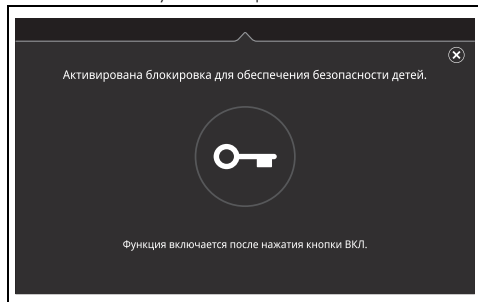 Активирована блокировка для обеспечения безопасности детей.
Функция включается после нажатия кнопки ВКЛ.